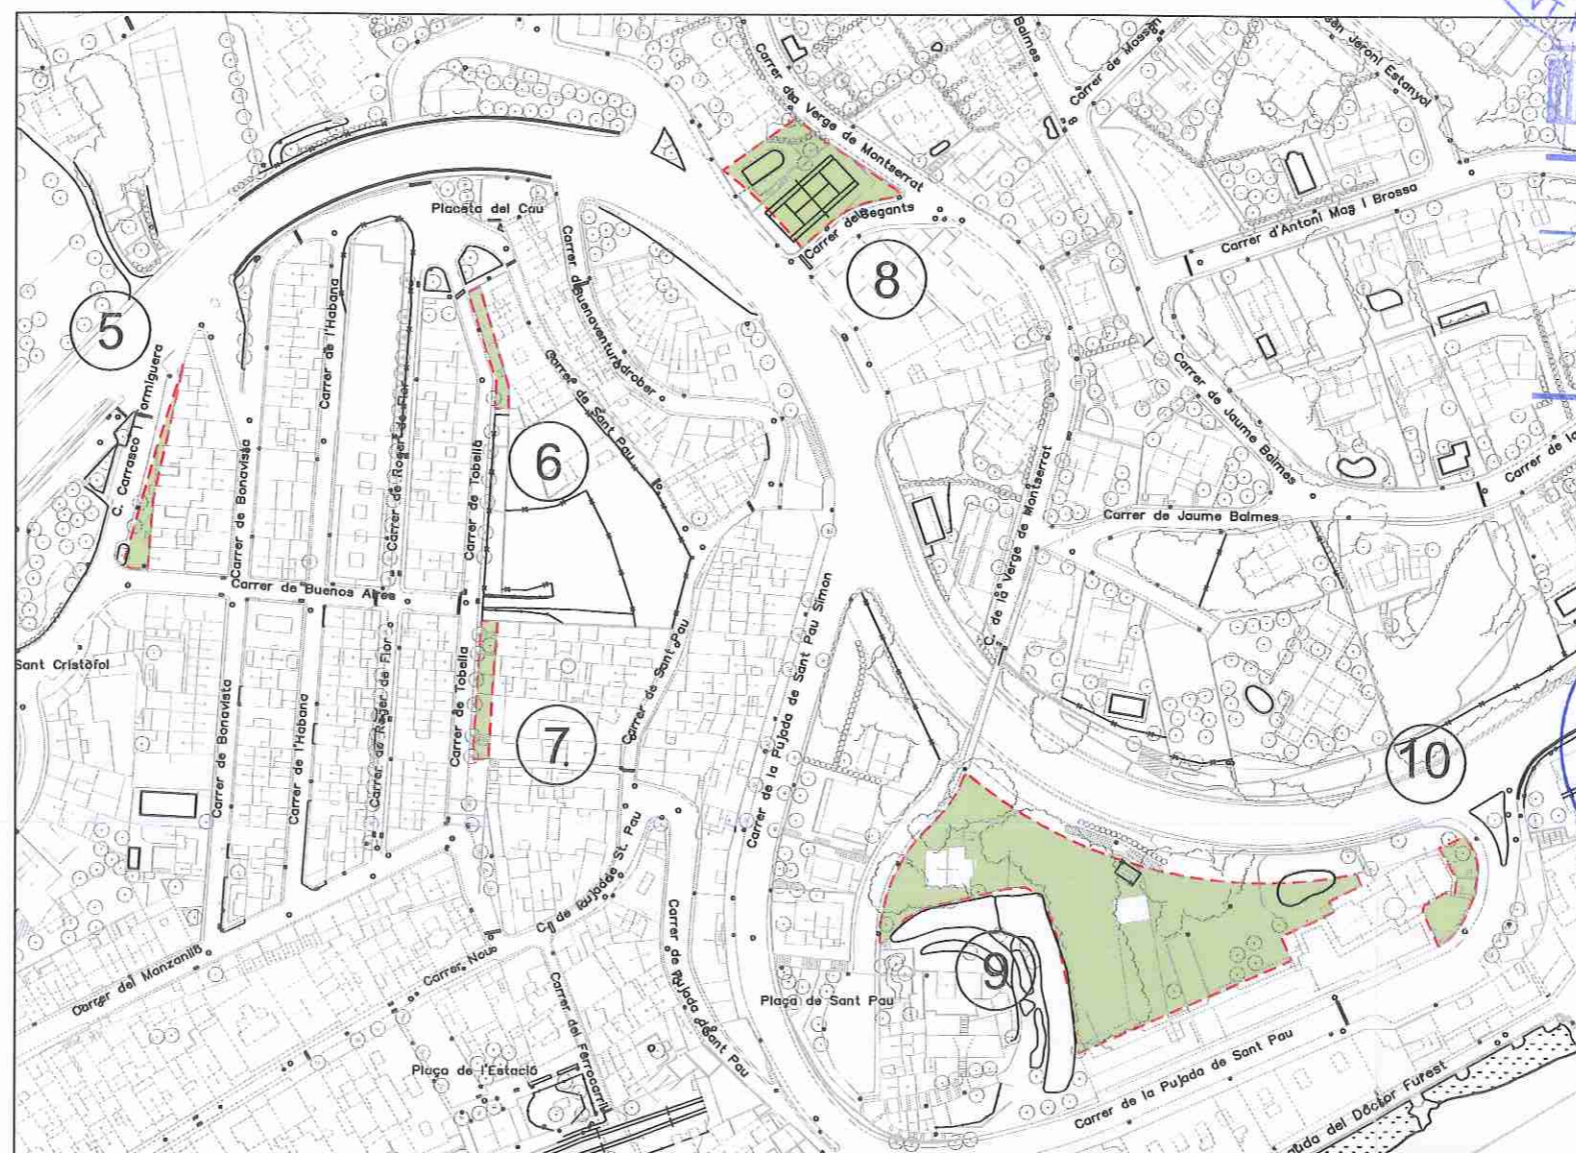 Carrer de la Verge de Montserrat
Balmes
Carrer de Mossèn
Jeroni Estanyol
Placeta del Cau
Carrer de Begants
Carrer d'Antoni Mas i Brossa
8
5
C. Carrasco i Formiguera
Carrer de Bonavista
Carrer de l'Habana
Carrer de Roger de Flor
Carrer de Tobella
Carrer de Sant Pau
6
Carrer de Jaume Balmes
Carrer de la
Carrer de Jaume Balmes
C. de la Verge de Montserrat
Carrer de Buenos Aires
Sant Cristòfol
Carrer de Bonavista
Carrer de l'Habana
Carrer de Roger de Flor
Carrer de Tobella
7
Carrer de Sant Pau
Carrer de la Pujada de Sant Pau Simon
10
C. de Pujada St. Pau
Carrer de Pujada de Sant Pau
Carrer del Manzanillo
Carrer Nou
Carrer del Ferrocarril
Plaça de l'Estació
Plaça de Sant Pau
9
Carrer de la Pujada de Sant Pau
del Doctor Furest